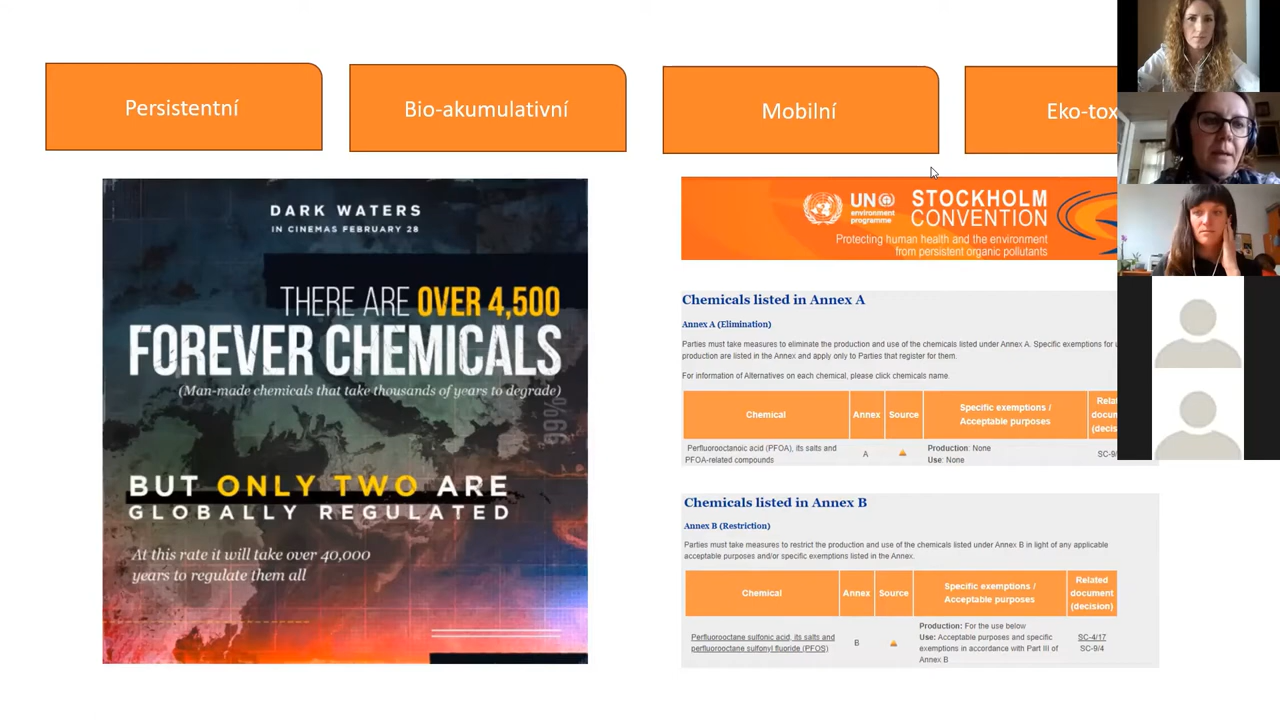 Persistentní
Bio-akumulativní
Mobilní
Eko-tox
DARK WATERS
IN CINEMAS FEBRUARY 28
THERE ARE OVER 4,500
FOREVER CHEMICALS
(Man-made chemicals that take thousands of years to degrade)
99%
BUT ONLY TWO ARE
GLOBALLY REGULATED
At this rate it will take over 40,000
years to regulate them all
UN
environment
programme
STOCKHOLM
CONVENTION
Protecting human health and the environment
from persistent organic pollutants
Chemicals listed in Annex A
Annex A (Elimination)
Parties must take measures to eliminate the production and use of the chemicals listed under Annex A. Specific exemptions for
production are listed in the Annex and apply only to Parties that register for them.
For information of Alternatives on each chemical, please click chemicals name.
Chemical
Annex
Source
Specific exemptions /
Acceptable purposes
Perfluorooctanoic acid (PFOA), its salts and
PFOA-related compounds
A
Production: None
Use: None
SC-9/
Chemicals listed in Annex B
Annex B (Restriction)
Parties must take measures to restrict the production and use of the chemicals listed under Annex B in light of any applicable
acceptable purposes and/or specific exemptions listed in the Annex.
Chemical
Annex
Source
Specific exemptions /
Acceptable purposes
Related
document
(decision)
Perfluorooctane sulfonic acid, its salts and
perfluorooctane sulfonyl fluoride (PFOS)
B
Production: For the use below
Use: Acceptable purposes and specific
exemptions in accordance with Part III of
Annex B
SC-4/17
SC-9/4